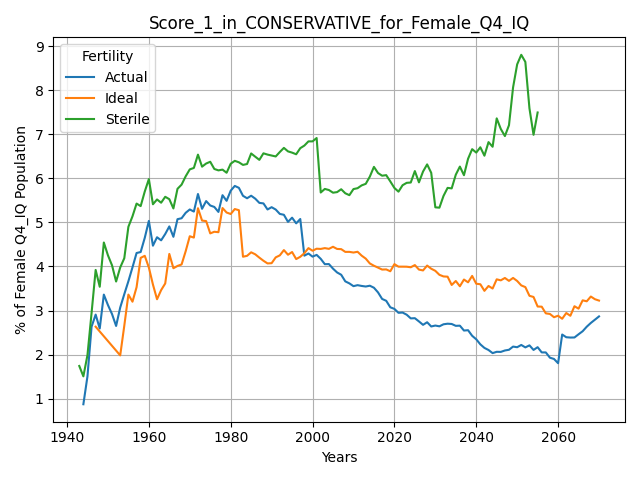 Score_1_in_CONSERVATIVE_for_Female_Q4_IQ
% of Female Q4_IQ Population
9
8
7
6
5
4
3
2
1
Fertility
Actual
Ideal
Sterile
1940 1960 1980 2000 2020 2040 2060
Years